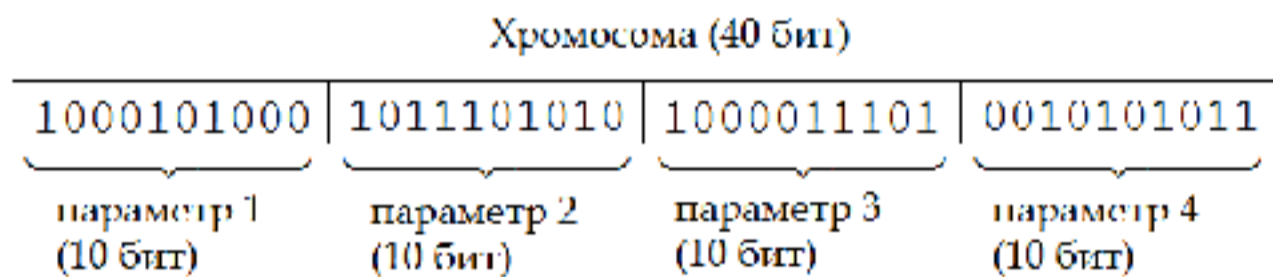 Хромосома (40 бит)
1000101000 1011101010 1000011101 0010101011
параметр 1 параметр 2 параметр 3 параметр 4
(10 бит) (10 бит) (10 бит) (10 бит)